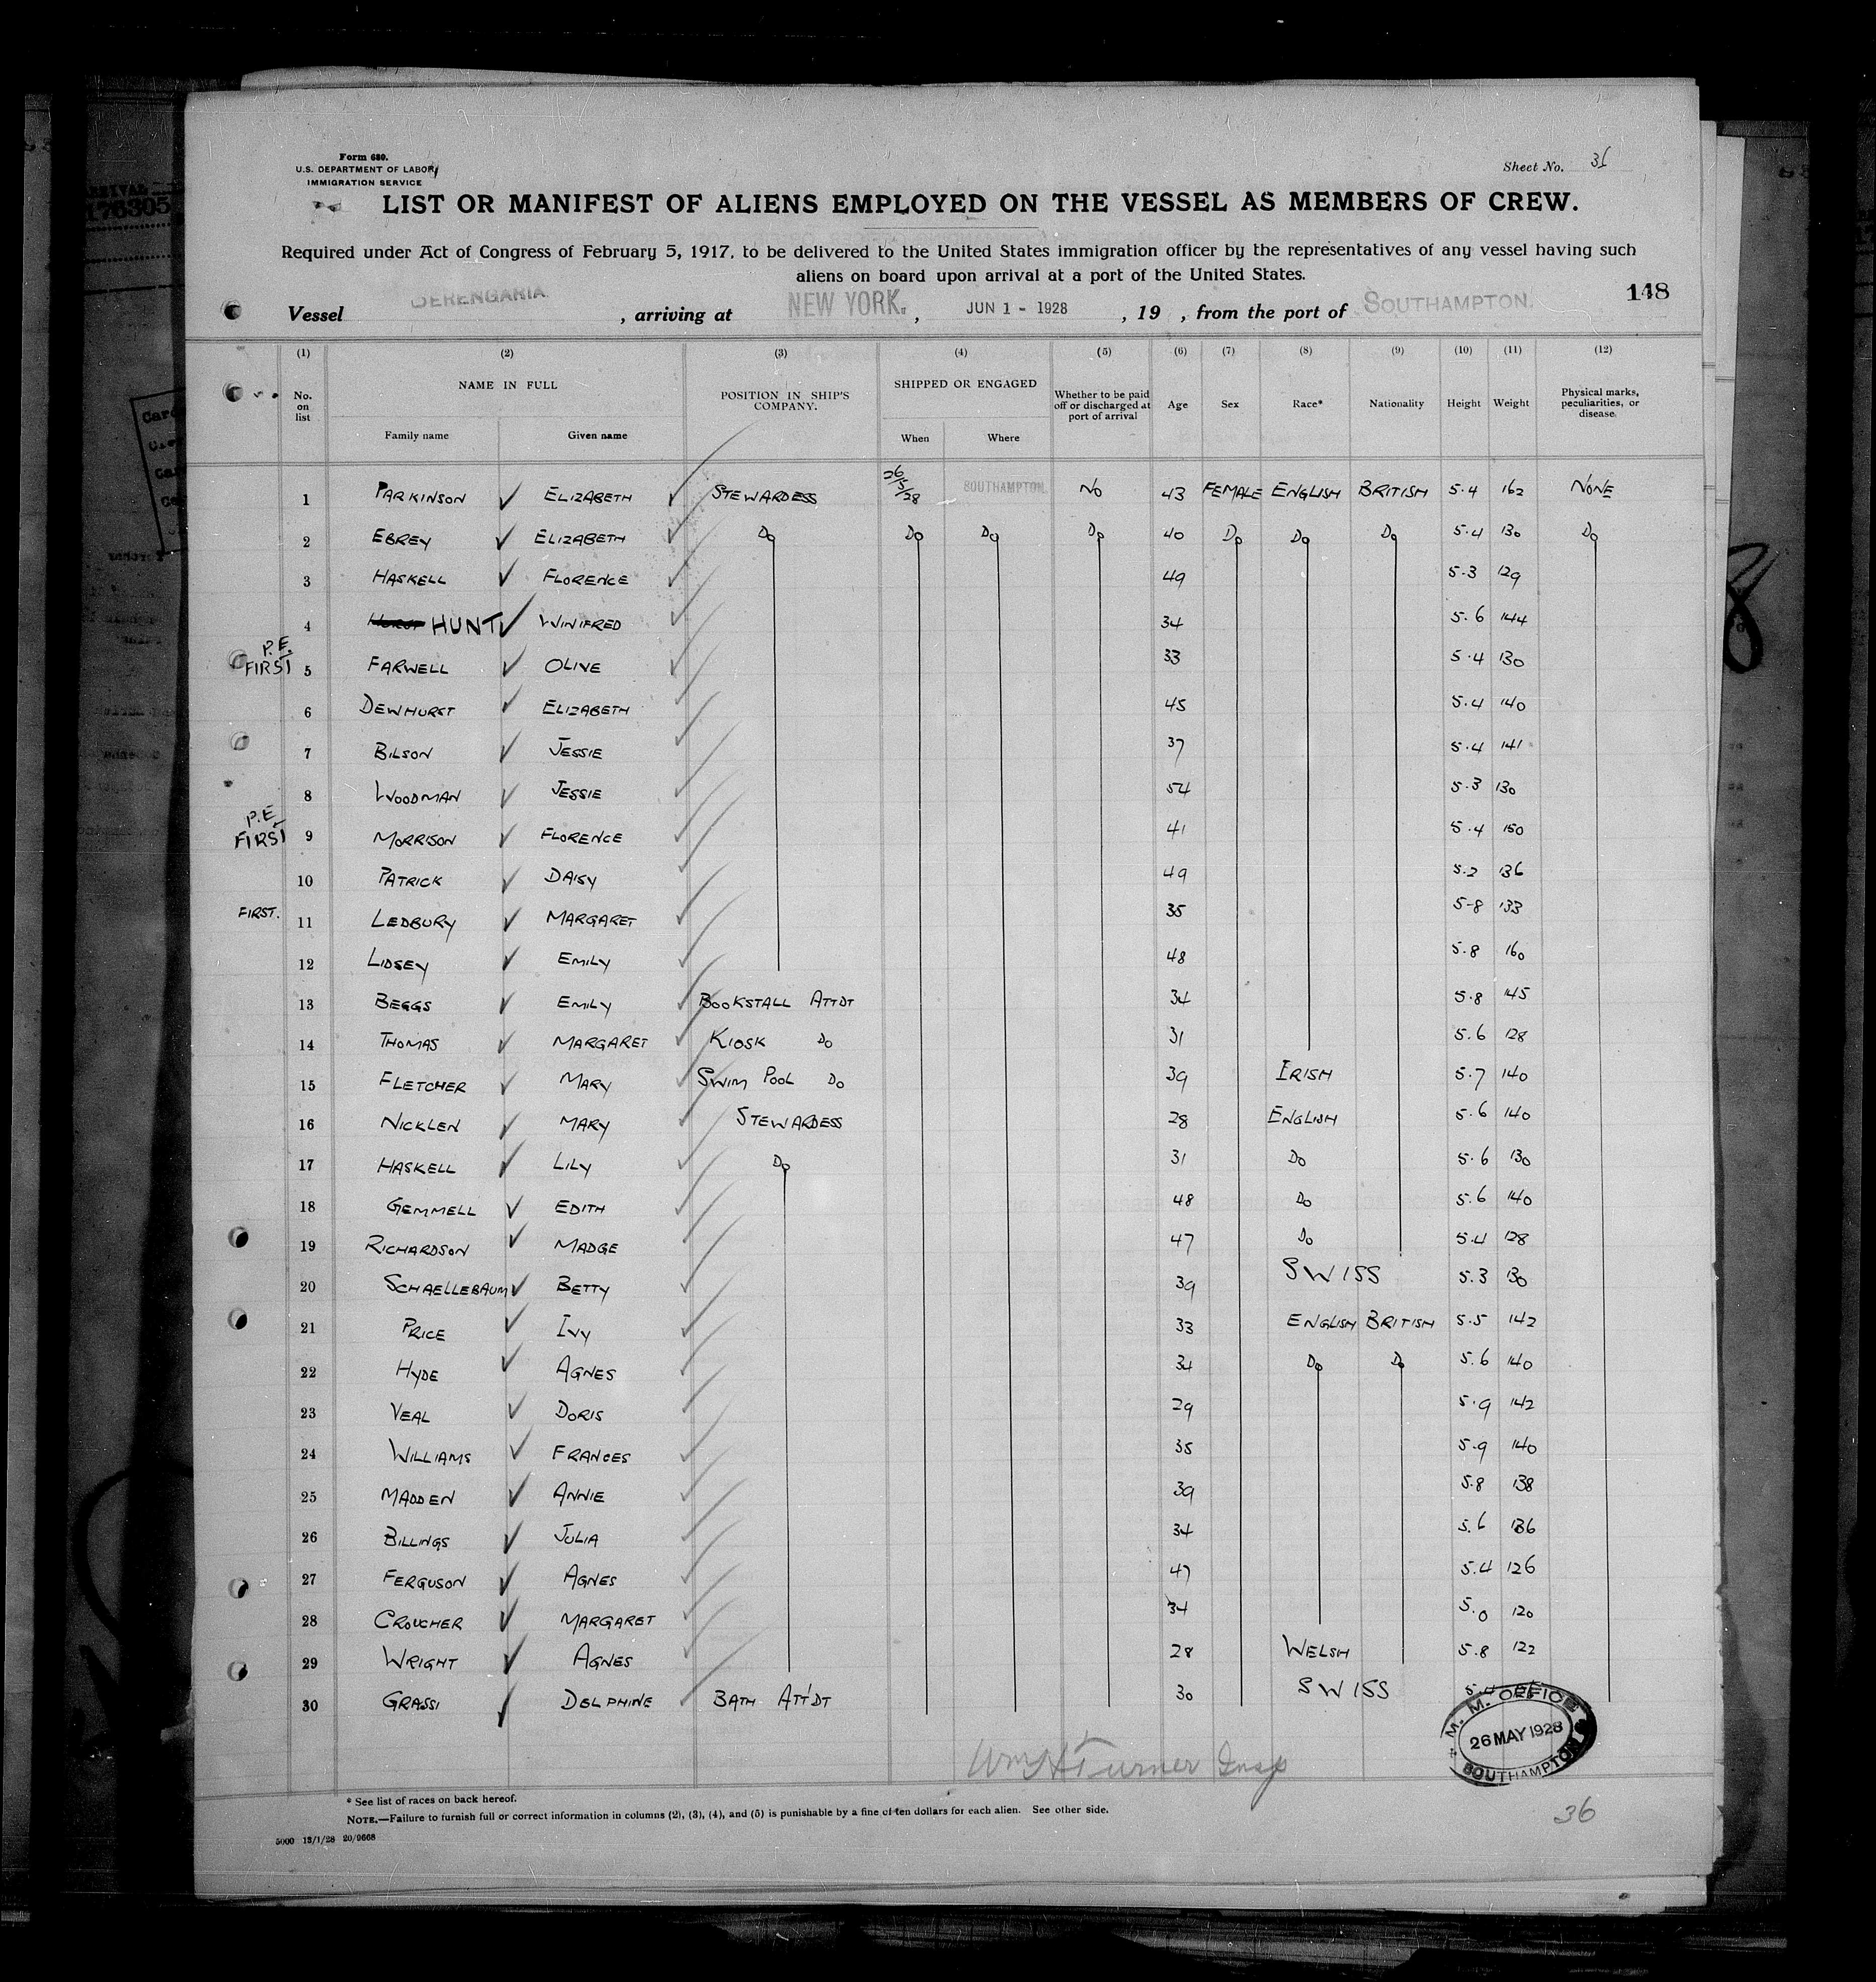 Form 680.
U.S. DEPARTMENT OF LABOR
IMMIGRATION SERVICE
Sheet No. 36
LIST OR MANIFEST OF ALIENS EMPLOYED ON THE VESSEL AS MEMBERS OF CREW.
Required under Act of Congress of February 5, 1917, to be delivered to the United States immigration officer by the representatives of any vessel having such
aliens on board upon arrival at a port of the United States.
148
Vessel BERENGARIA, arriving at NEW YORK., JUN 1 - 1928, 19 , from the port of SOUTHAMPTON.
(1) (2) (3) (4) (5) (6) (7) (8) (9) (10) (11) (12)
No. on list NAME IN FULL POSITION IN SHIP'S COMPANY. SHIPPED OR ENGAGED Whether to be paid off or discharged at port of arrival Age Sex Race* Nationality Height Weight Physical marks, peculiarities, or disease.
Family name Given name When Where
1 PARKINSON ELIZABETH STEWARDESS 26/5/28 SOUTHAMPTON. NO 43 FEMALE ENGLISH BRITISH 5.4 162 NONE
2 EBREY ELIZABETH DO DO DO DO 40 DO DO DO 5.4 130 DO
3 HASKELL FLORENCE 49 5.3 129
4 HUNT WINIFRED 34 5.6 144
P.E. FIRST 5 FARWELL OLIVE 33 5.4 130
6 DEWHURST ELIZABETH 45 5.4 140
7 BILSON JESSIE 37 5.4 141
8 WOODMAN JESSIE 54 5.3 130
P.E FIRST 9 MORRISON FLORENCE 41 5.4 150
10 PATRICK DAISY 49 5.2 136
FIRST. 11 LEDBURY MARGARET 35 5-8 133
12 LIDSEY EMILY 48 5.8 160
13 BEGGS EMILY BOOKSTALL ATTDT 34 5.8 145
14 THOMAS MARGARET KIOSK DO 31 5.6 128
15 FLETCHER MARY SWIM POOL DO 39 IRISH 5.7 140
16 NICKLEN MARY STEWARDESS 28 ENGLISH 5.6 140
17 HASKELL LILY DO 31 DO 5.6 130
18 GEMMELL EDITH 48 DO 5.6 140
19 RICHARDSON MADGE 47 DO 5.4 128
20 SCHAELLEBAUM BETTY 39 SWISS 5.3 130
21 PRICE IVY 33 ENGLISH BRITISH 5.5 142
22 HYDE AGNES 34 DO DO 5.6 140
23 VEAL DORIS 29 5.9 142
24 WILLIAMS FRANCES 35 5.9 140
25 MADDEN ANNIE 39 5.8 138
26 BILLINGS JULIA 34 5.6 136
27 FERGUSON AGNES 47 5.4 126
28 CROUCHER MARGARET 34 5.0 120
29 WRIGHT AGNES 28 WELSH 5.8 122
30 GRASSI DELPHINE BATH ATT'DT 30 SWISS
M. M. OFFICE
26 MAY 1928
SOUTHAMPTON
Wm H Turner Insp
* See list of races on back hereof.
NOTE.—Failure to furnish full or correct information in columns (2), (3), (4), and (5) is punishable by a fine of ten dollars for each alien. See other side.
36
5000 13/1/28 20/9668